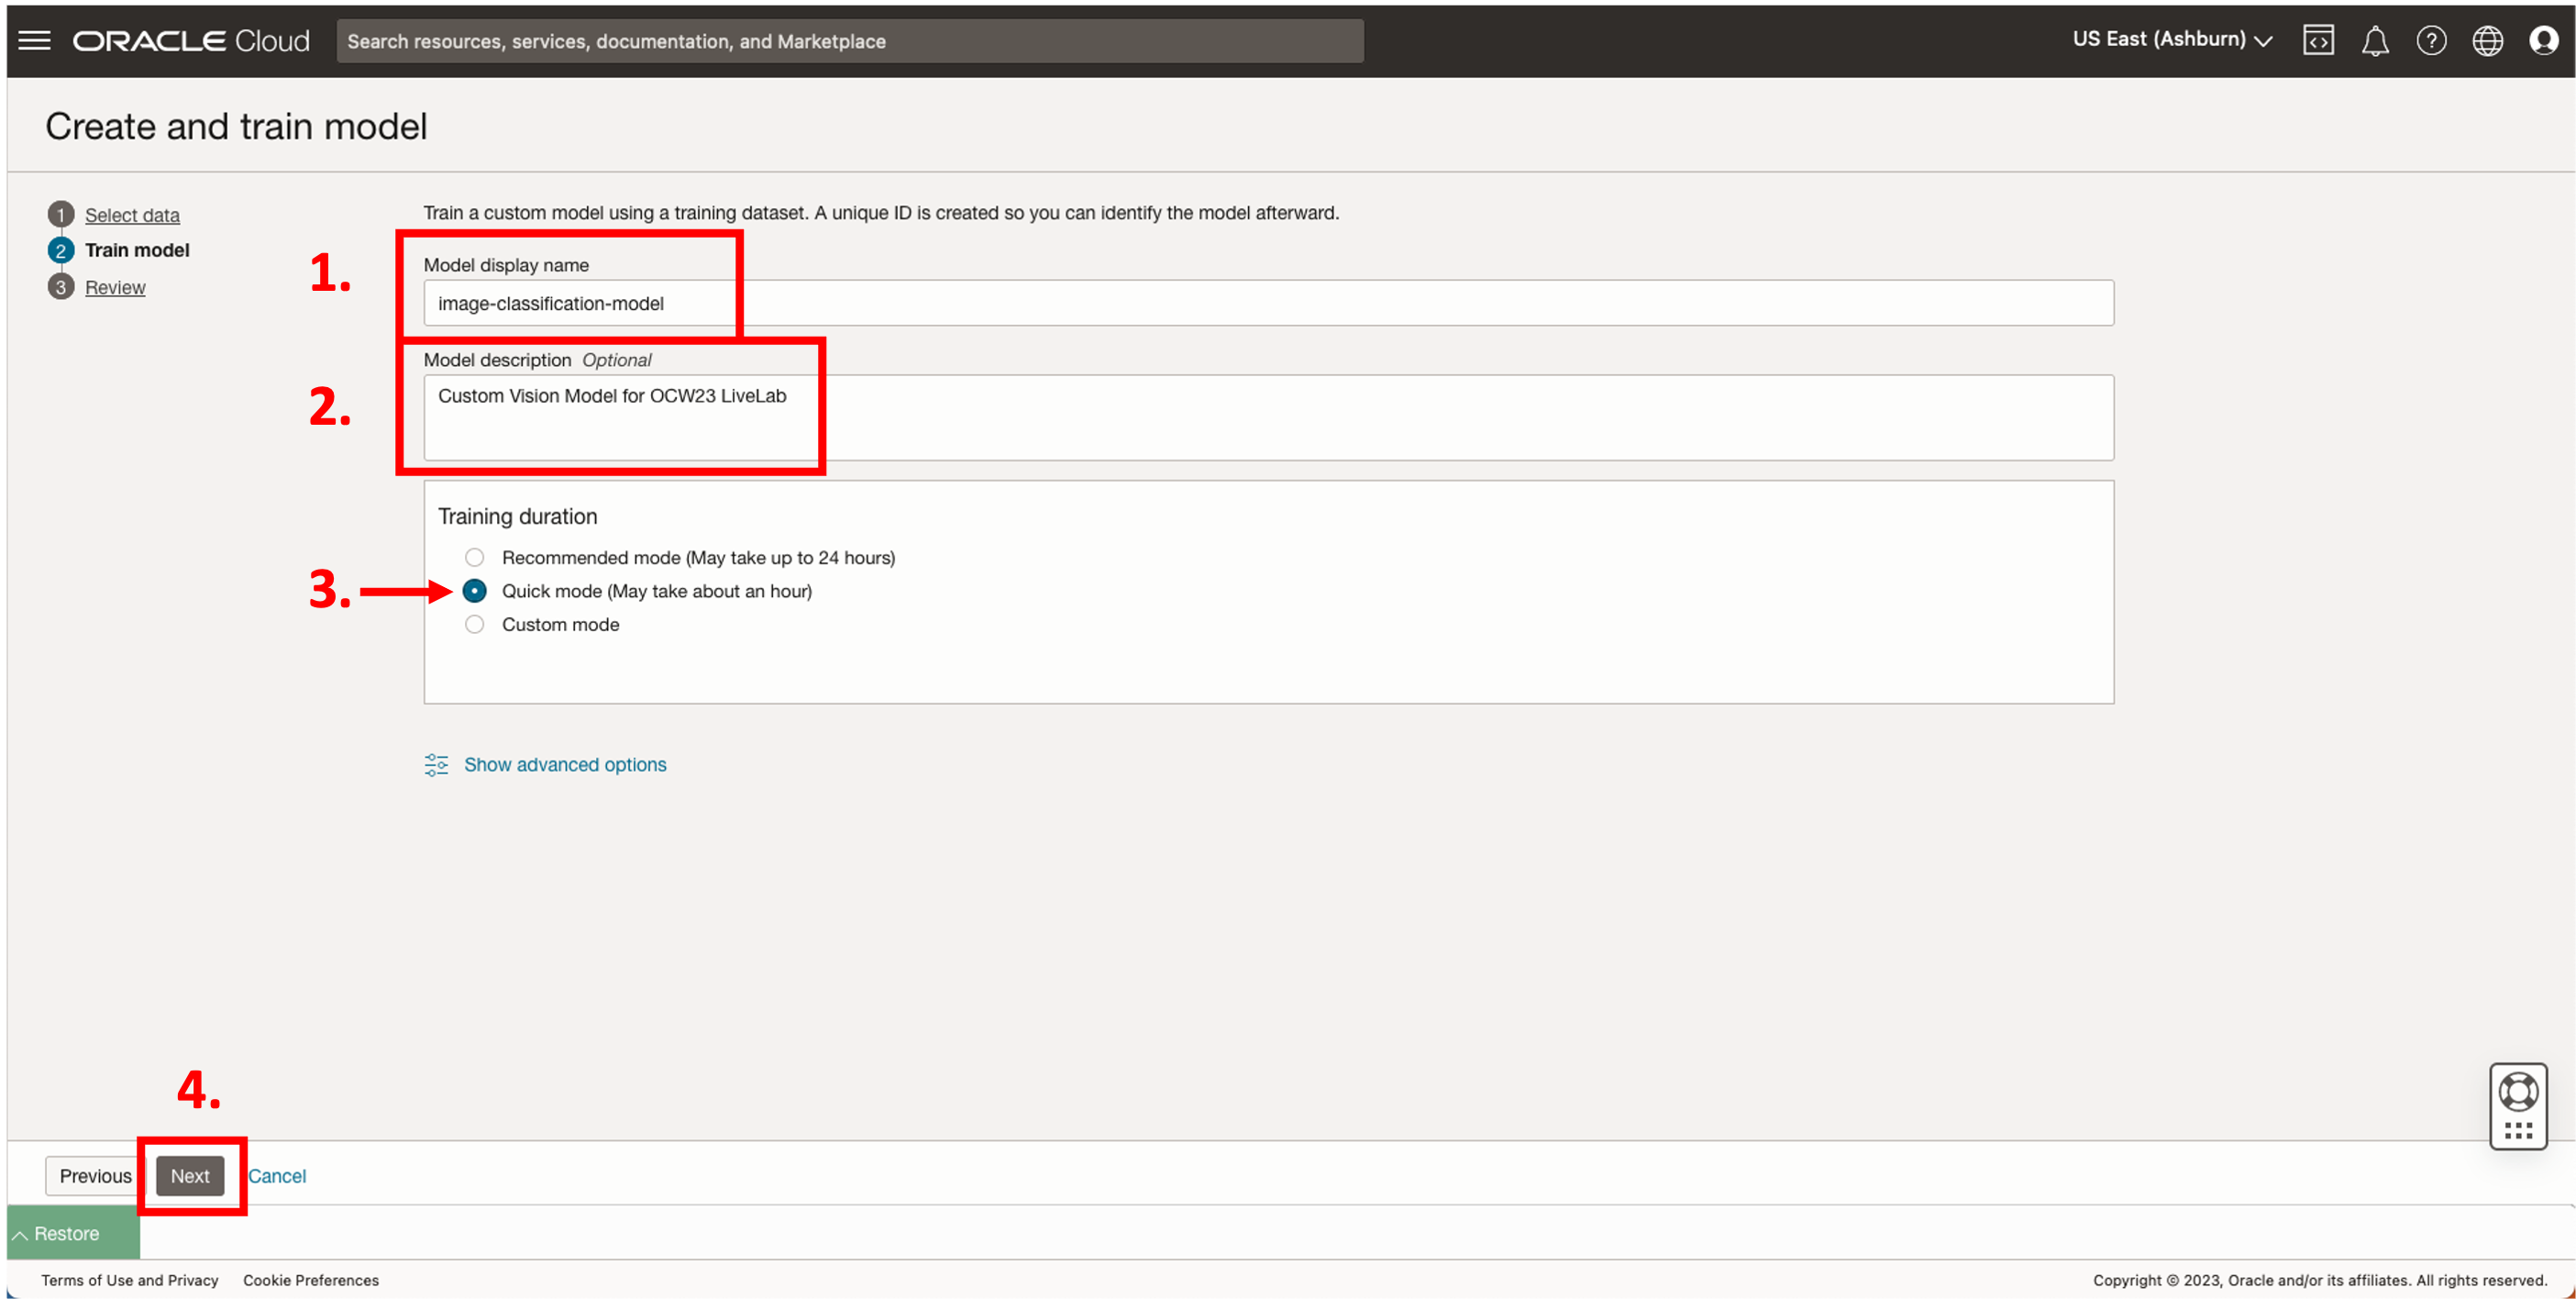 ORACLE Cloud
Search resources, services, documentation, and Marketplace
US East (Ashburn)
Create and train model
1 Select data
2 Train model
3 Review
Train a custom model using a training dataset. A unique ID is created so you can identify the model afterward.
1.
Model display name
image-classification-model
2.
Model description Optional
Custom Vision Model for OCW23 LiveLab
Training duration
Recommended mode (May take up to 24 hours)
3.
Quick mode (May take about an hour)
Custom mode
Show advanced options
4.
Previous Next Cancel
Restore
Terms of Use and Privacy Cookie Preferences
Copyright © 2023, Oracle and/or its affiliates. All rights reserved.